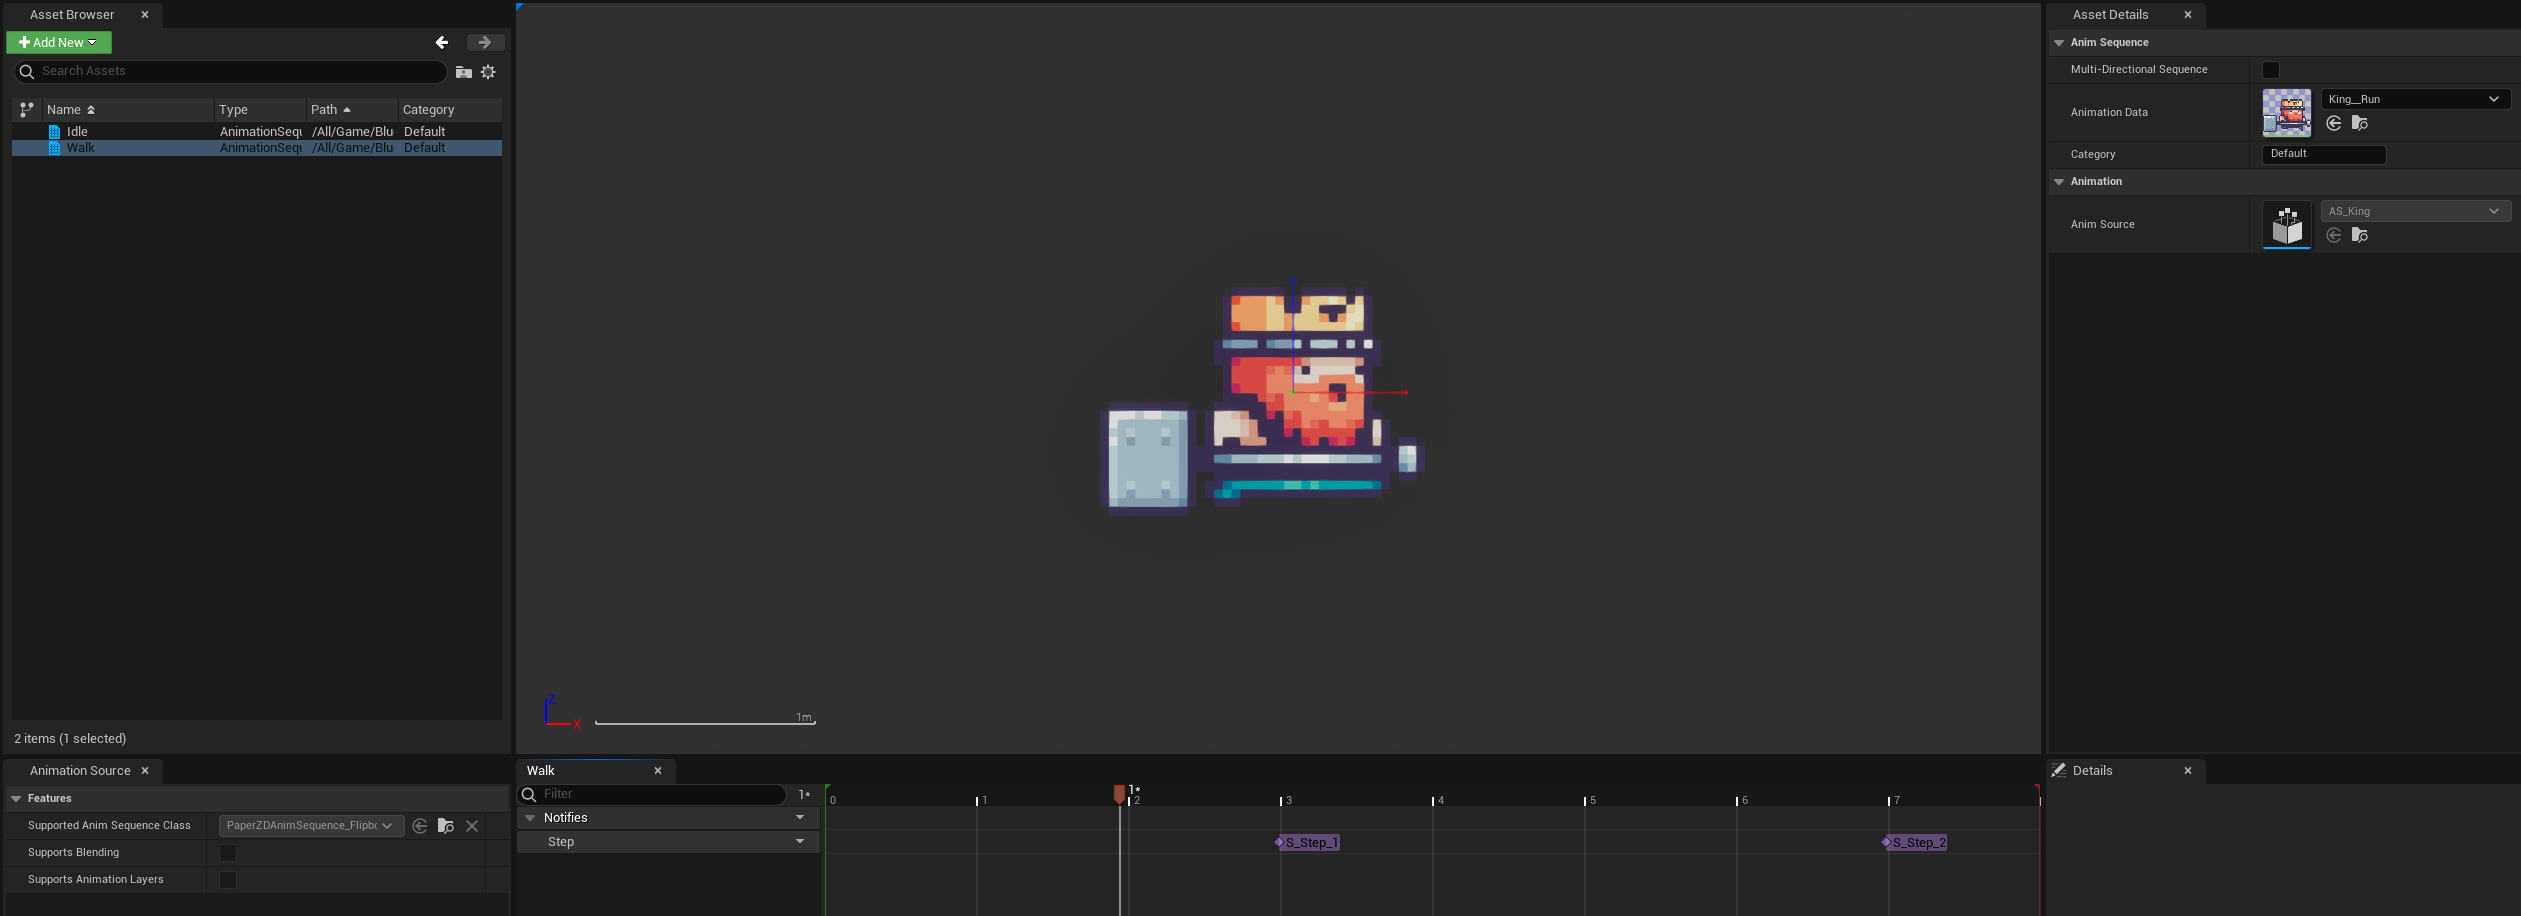 Asset Browser
Add New
Search Assets
Name Type Path Category
Idle AnimationSequ /All/Game/Blu Default
Walk AnimationSequ /All/Game/Blu Default
2 items (1 selected)
Animation Source
Features
Supported Anim Sequence Class PaperZDAnimSequence_Flipbo
Supports Blending
Supports Animation Layers
Z
X
1m
Walk
Filter 1*
Notifies
Step
1*
0 1 2 3 4 5 6 7
S_Step_1 S_Step_2
Asset Details
Anim Sequence
Multi-Directional Sequence
Animation Data King__Run
Category Default
Animation
Anim Source AS_King
Details